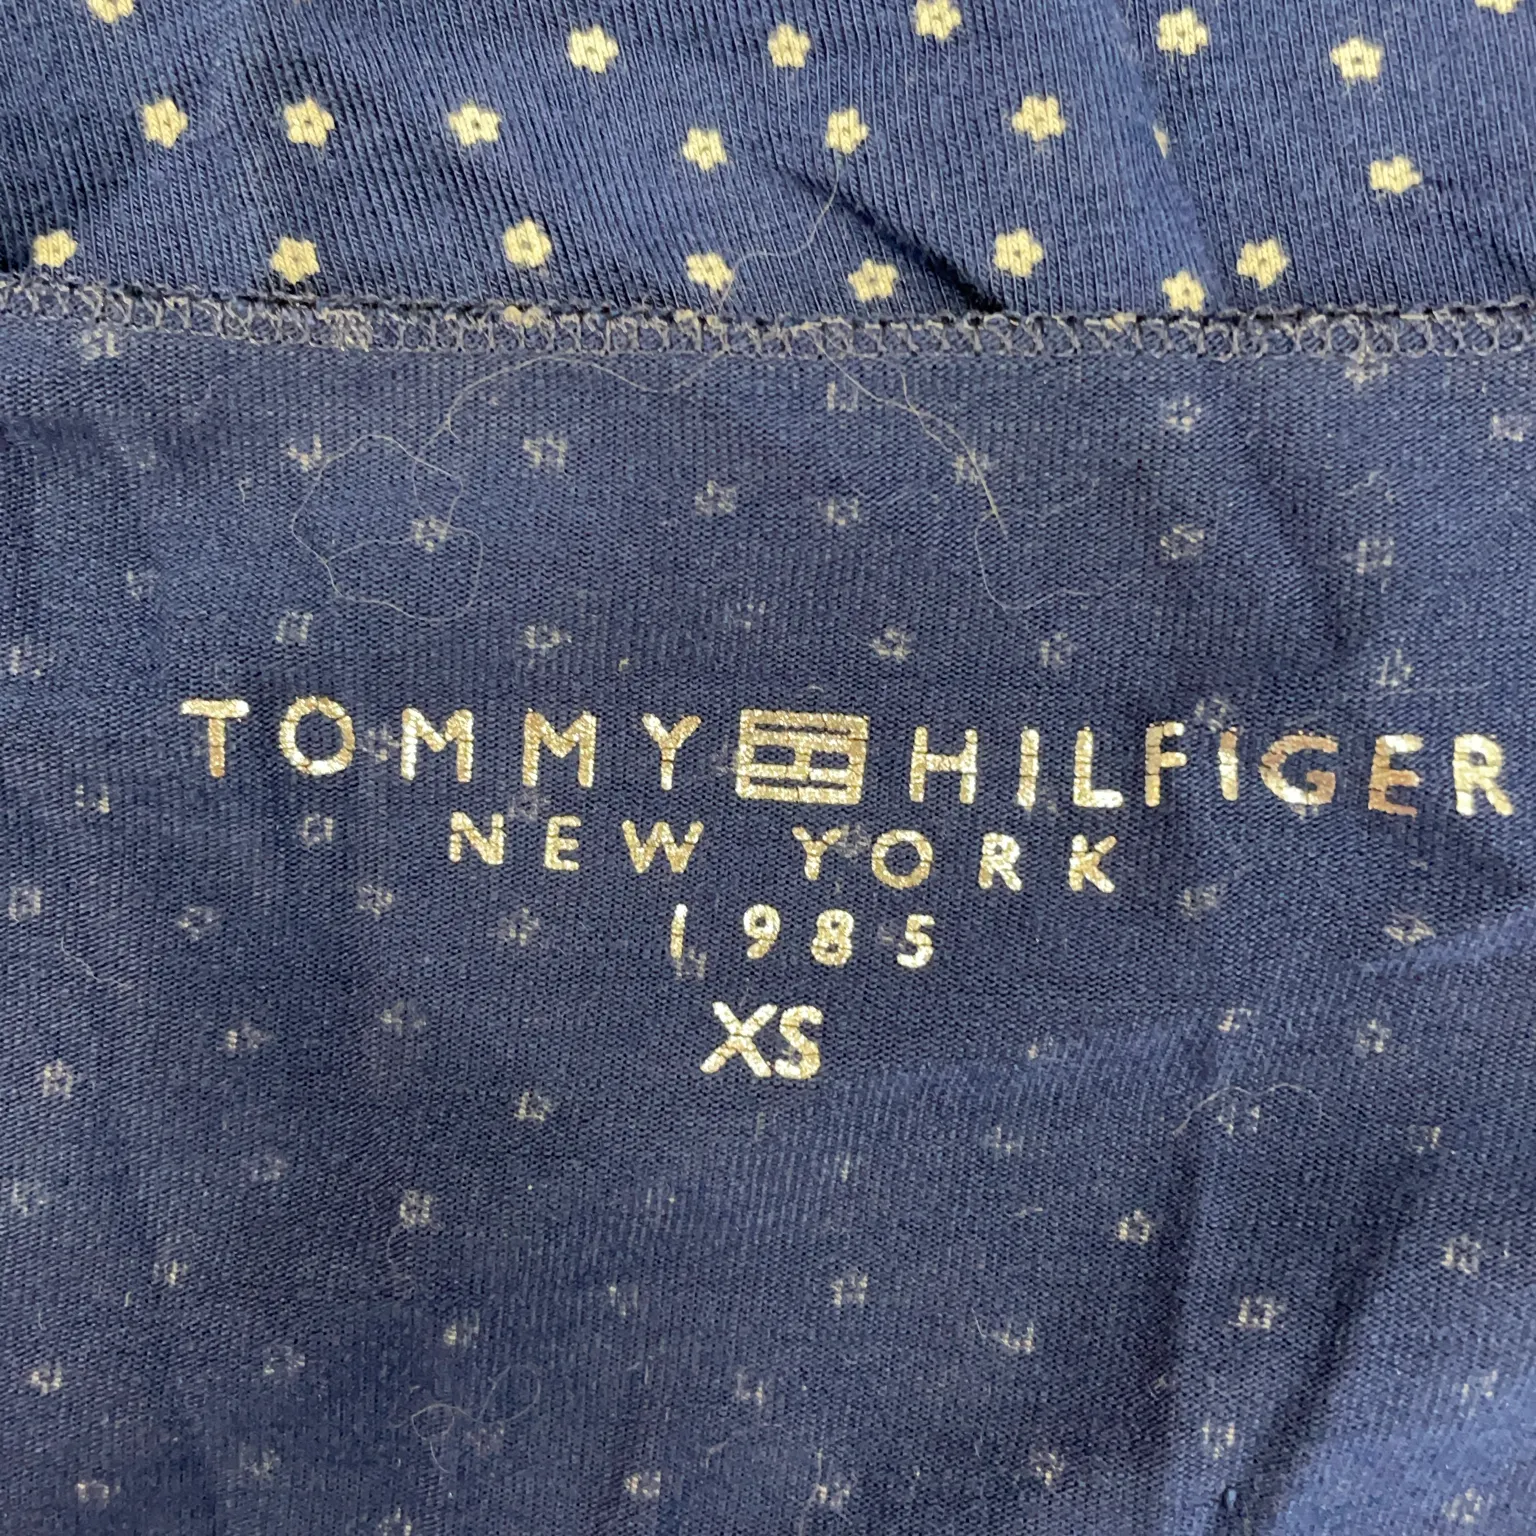 TOMMY HILFIGER
NEW YORK
1985
XS